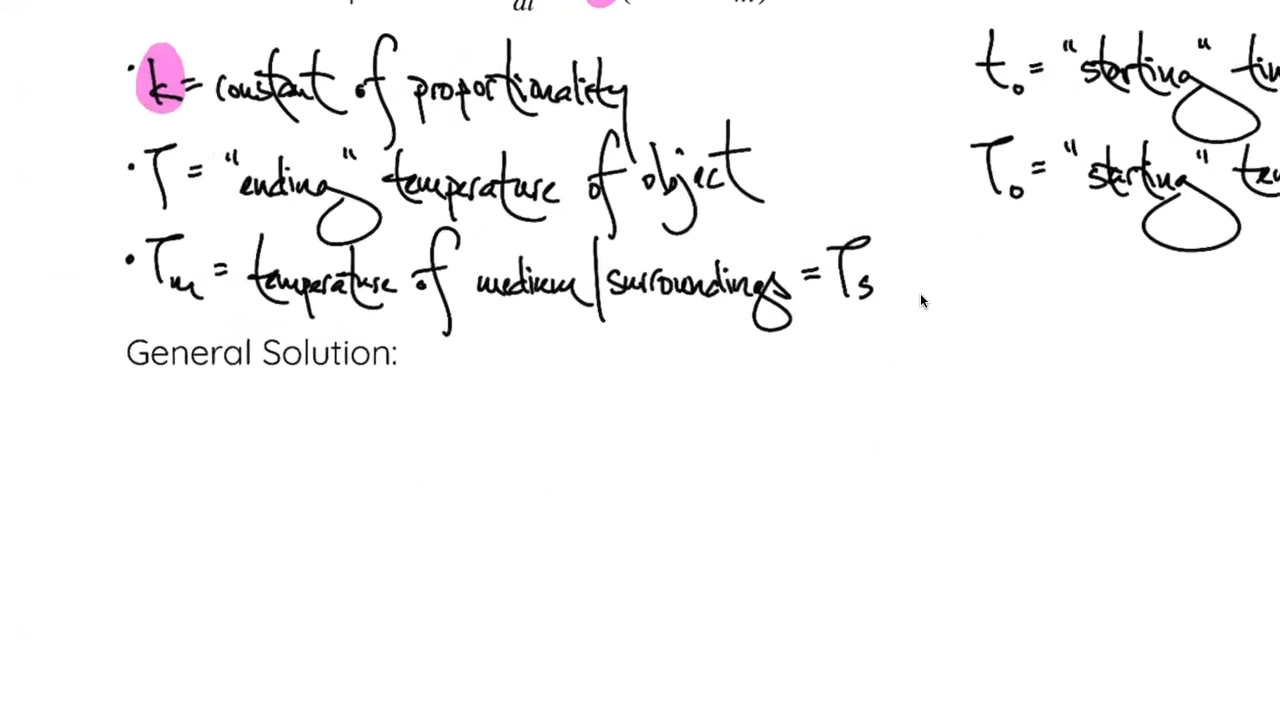 dt
• k = constant of proportionality
t₀ = "starting"
• T = "ending" temperature of object
T₀ = "starting"
• Tₘ = temperature of medium/surroundings = Tₛ
General Solution: